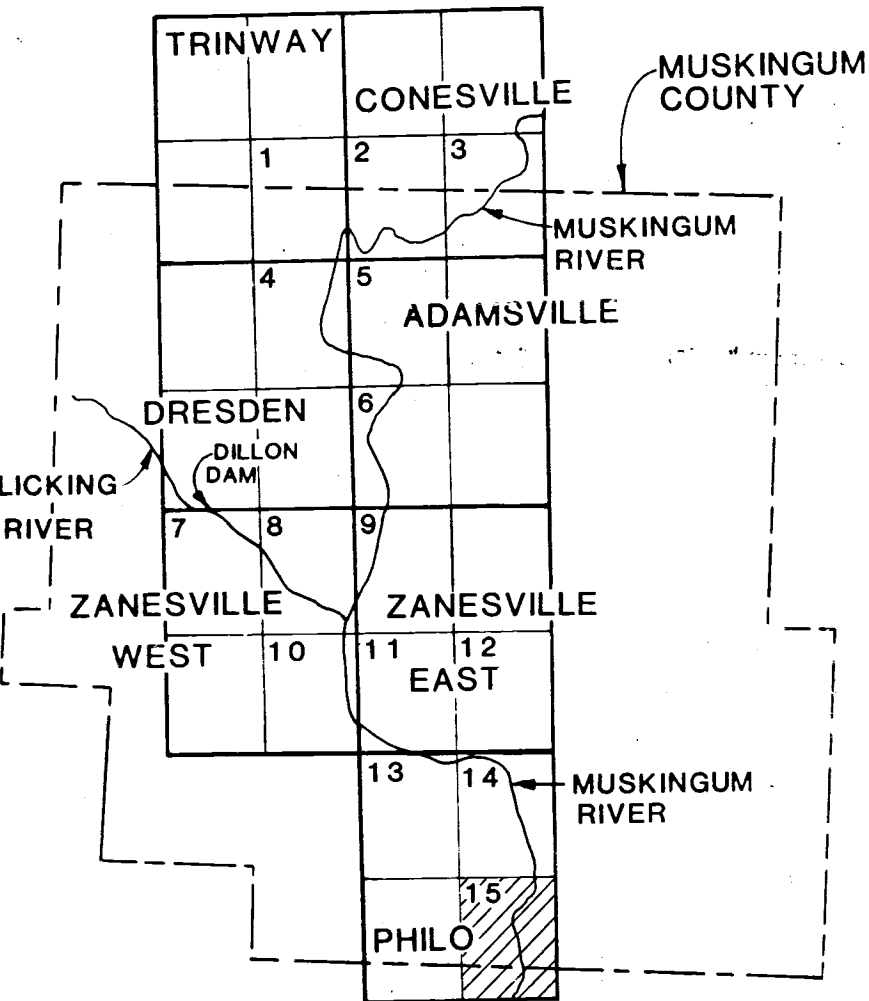 TRINWAY
MUSKINGUM
COUNTY
CONESVILLE
1
2
3
MUSKINGUM
RIVER
4
5
ADAMSVILLE
6
DRESDEN
DILLON
DAM
LICKING
RIVER
7
8
9
ZANESVILLE
WEST
ZANESVILLE
EAST
10
11
12
13
14
MUSKINGUM
RIVER
15
PHILO